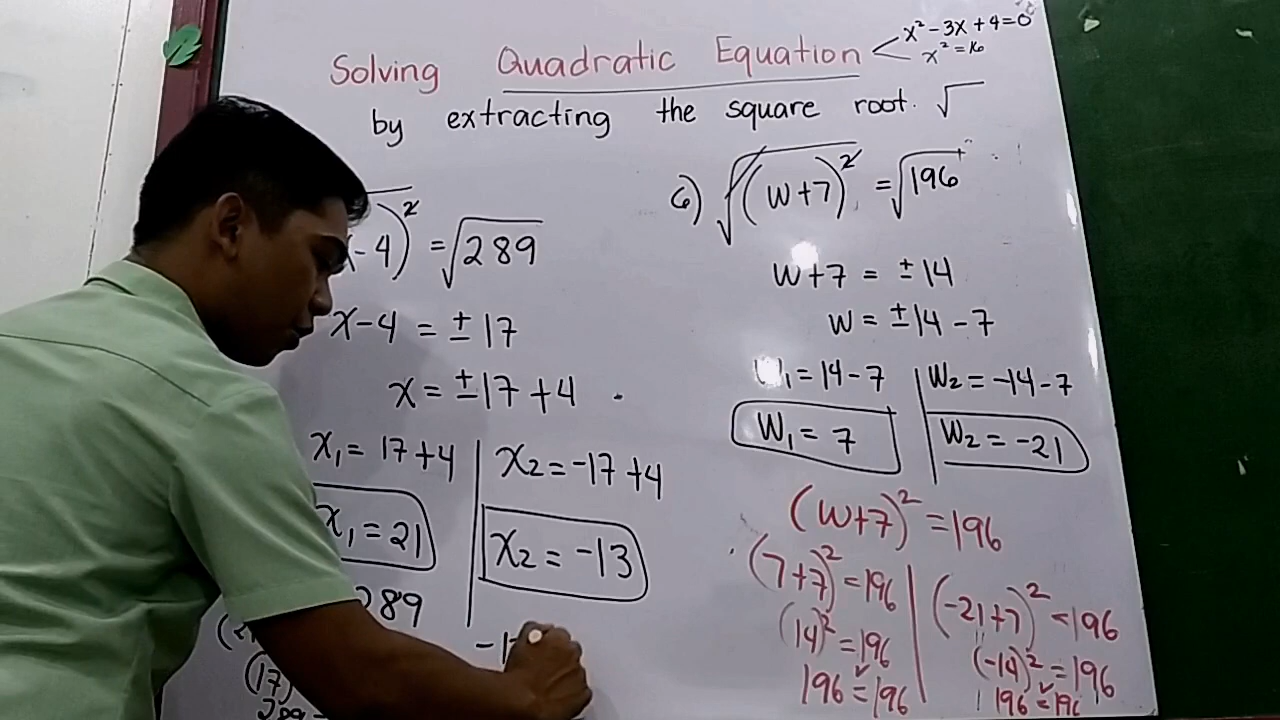 Solving Quadratic Equation < x² - 3x + 4 = 0
x² = 16
by extracting the square root. √
- 4)² = √289
x - 4 = ± 17
x = ± 17 + 4
x₁ = 17 + 4 | x₂ = -17 + 4
x₁ = 21 | x₂ = -13
289
(17)
6) √(w + 7)² = √196
w + 7 = ± 14
w = ± 14 - 7
W₁ = 14 - 7 | W₂ = -14 - 7
W₁ = 7 | W₂ = -21
(w + 7)² = 196
(7 + 7)² = 196 | (-21 + 7)² = 196
(14)² = 196 | (-14)² = 196
196 = 196 | 196 = 196